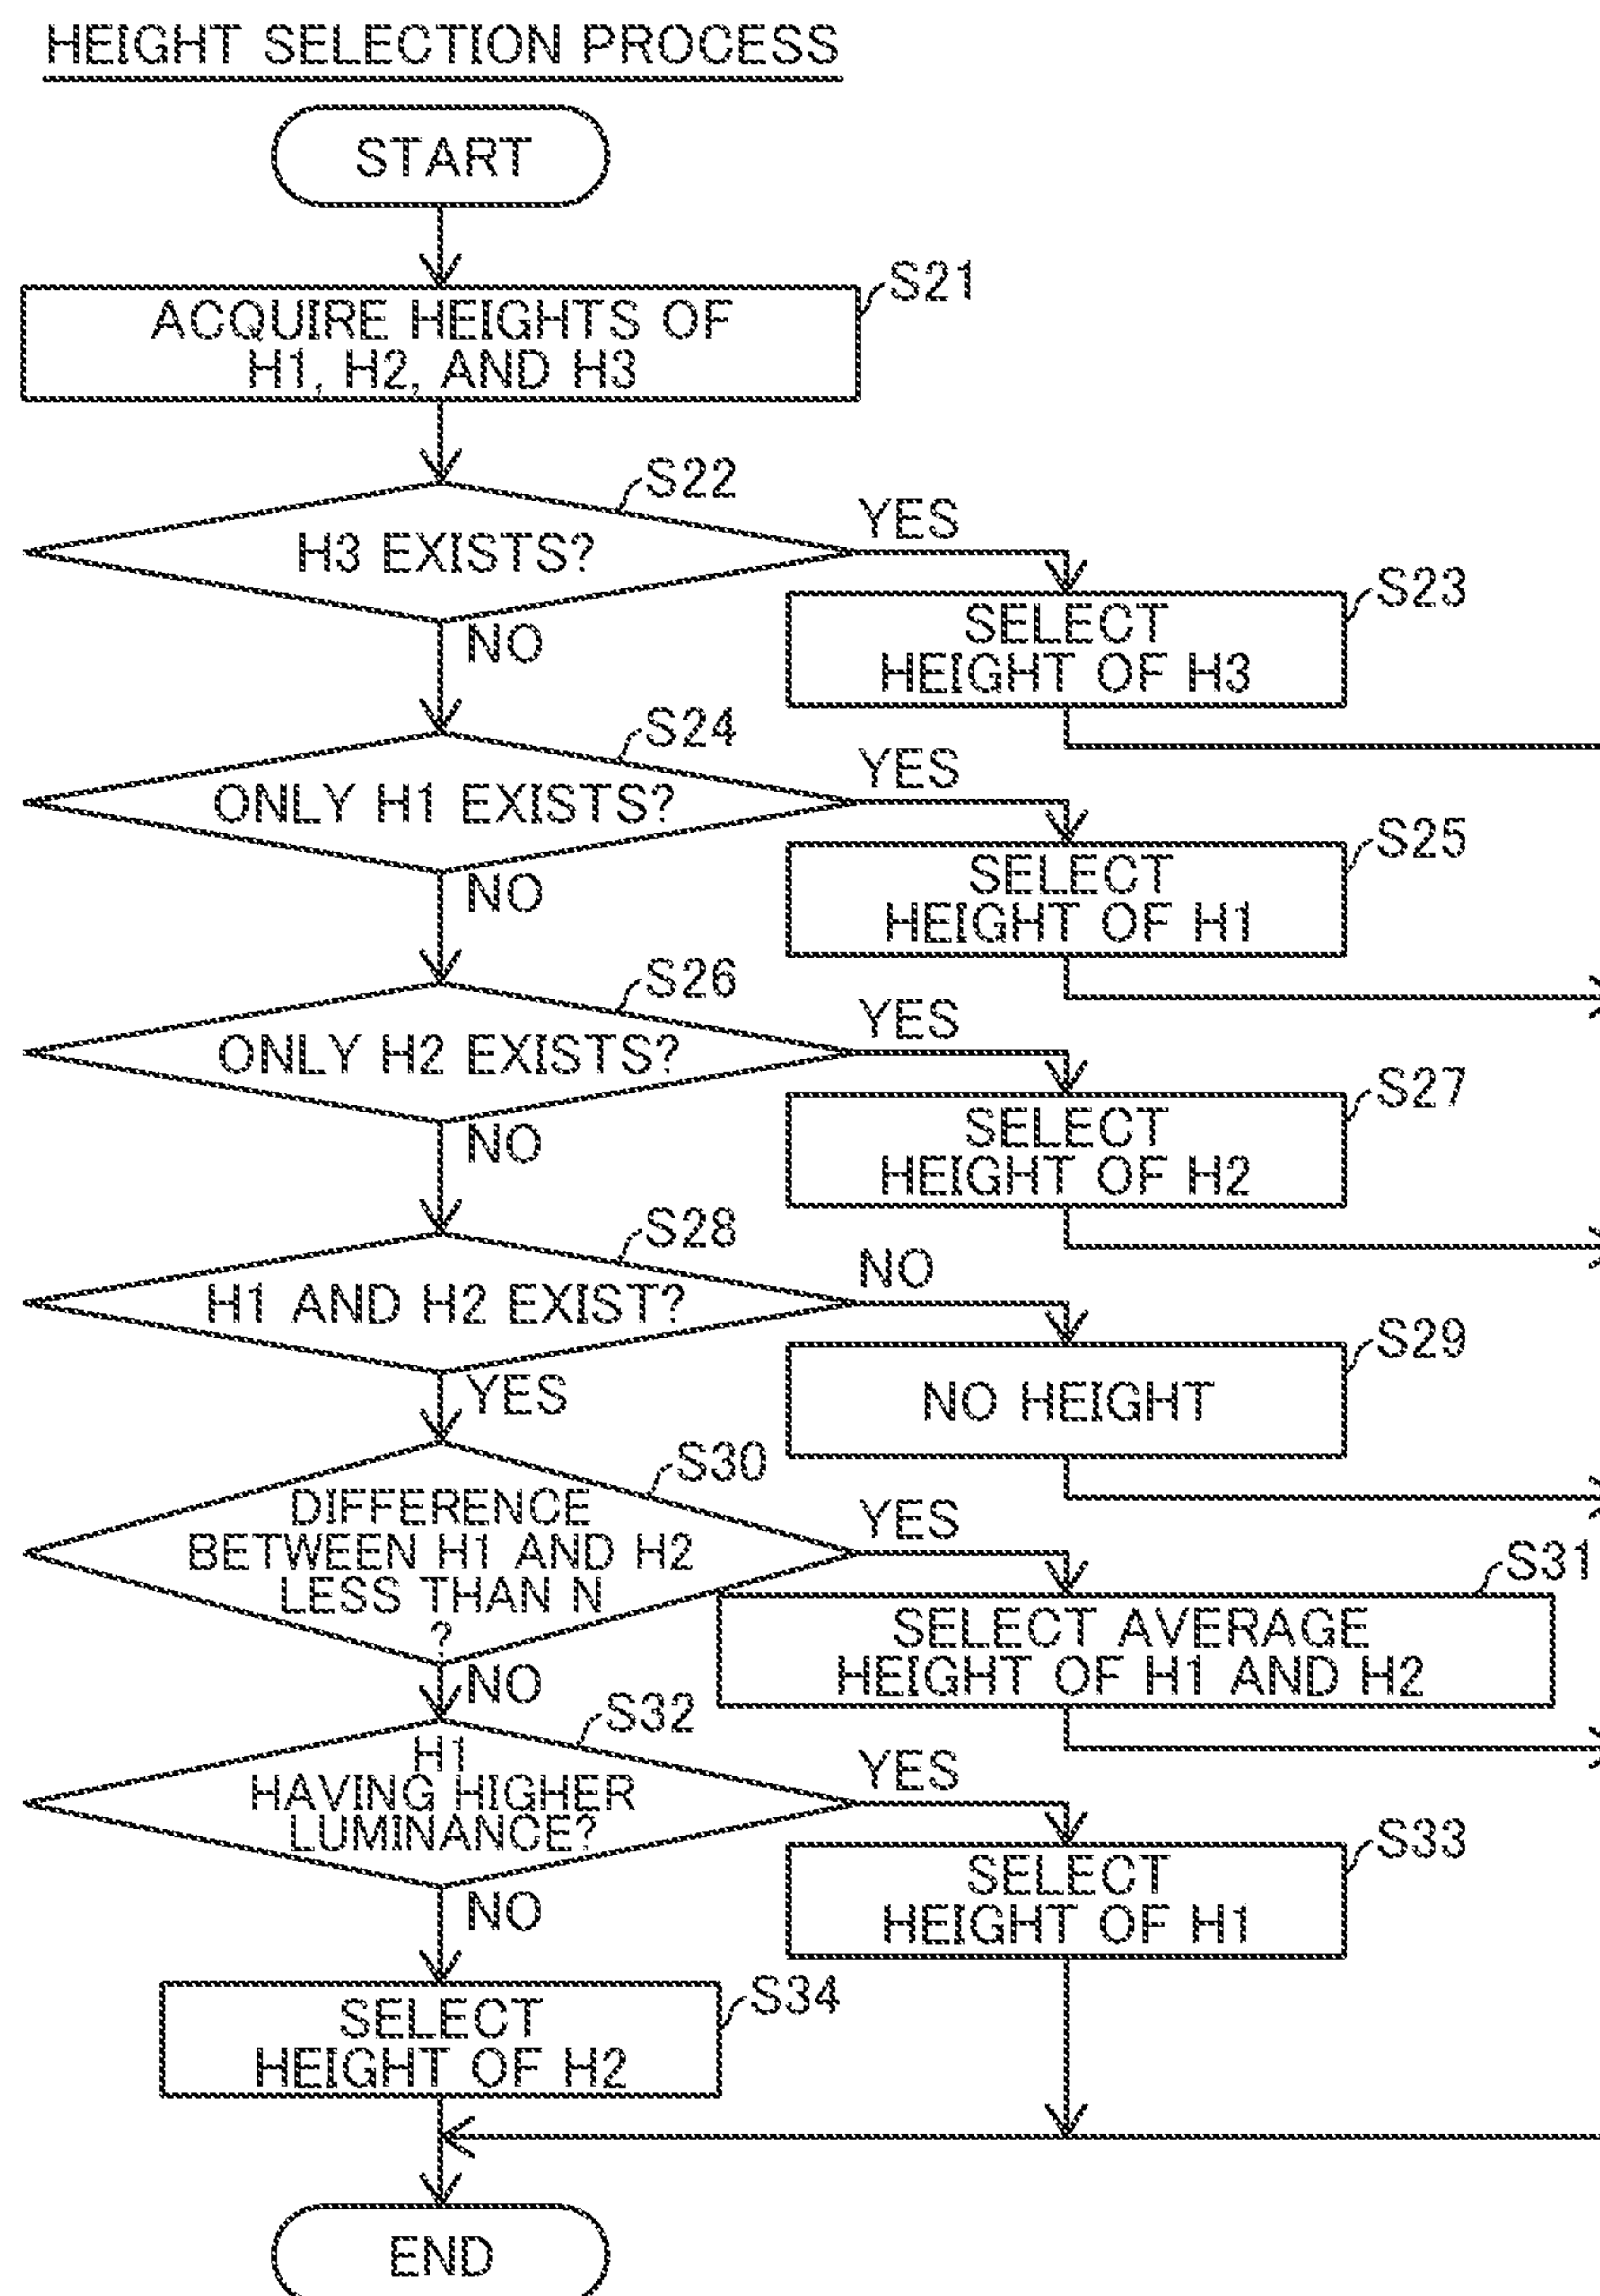 HEIGHT SELECTION PROCESS
START
S21
ACQUIRE HEIGHTS OF
H1, H2, AND H3
S22
H3 EXISTS?
YES
NO
S23
SELECT
HEIGHT OF H3
S24
ONLY H1 EXISTS?
YES
NO
S25
SELECT
HEIGHT OF H1
S26
ONLY H2 EXISTS?
YES
NO
S27
SELECT
HEIGHT OF H2
S28
H1 AND H2 EXIST?
NO
YES
S29
NO HEIGHT
S30
DIFFERENCE
BETWEEN H1 AND H2
LESS THAN N
?
YES
NO
S31
SELECT AVERAGE
HEIGHT OF H1 AND H2
S32
H1
HAVING HIGHER
LUMINANCE?
YES
NO
S33
SELECT
HEIGHT OF H1
S34
SELECT
HEIGHT OF H2
END